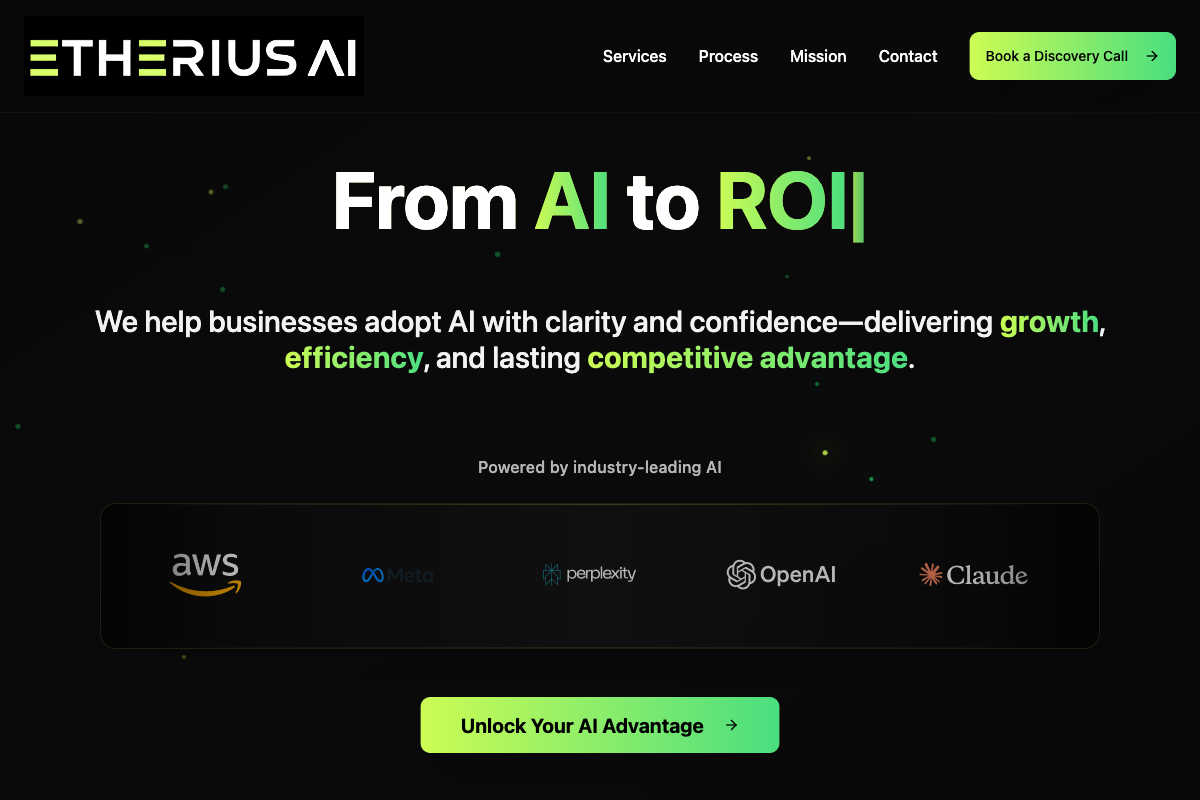 ETHERIUS AI
Services
Process
Mission
Contact
Book a Discovery Call
From AI to ROI
We help businesses adopt AI with clarity and confidence—delivering growth,
efficiency, and lasting competitive advantage.
Powered by industry-leading AI
aws
Meta
perplexity
OpenAI
Claude
Unlock Your AI Advantage